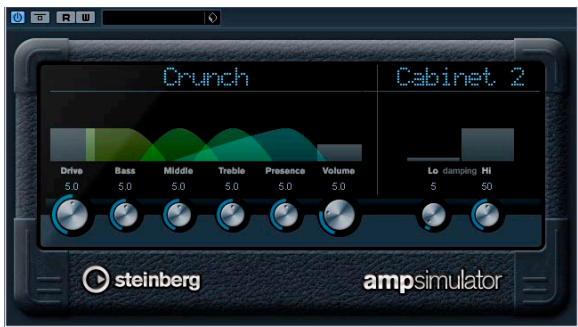 R W
Crunch Cabinet 2
Drive Bass Middle Treble Presence Volume Lo damping Hi
5.0 5.0 5.0 5.0 5.0 5.0 5 50
steinberg ampsimulator